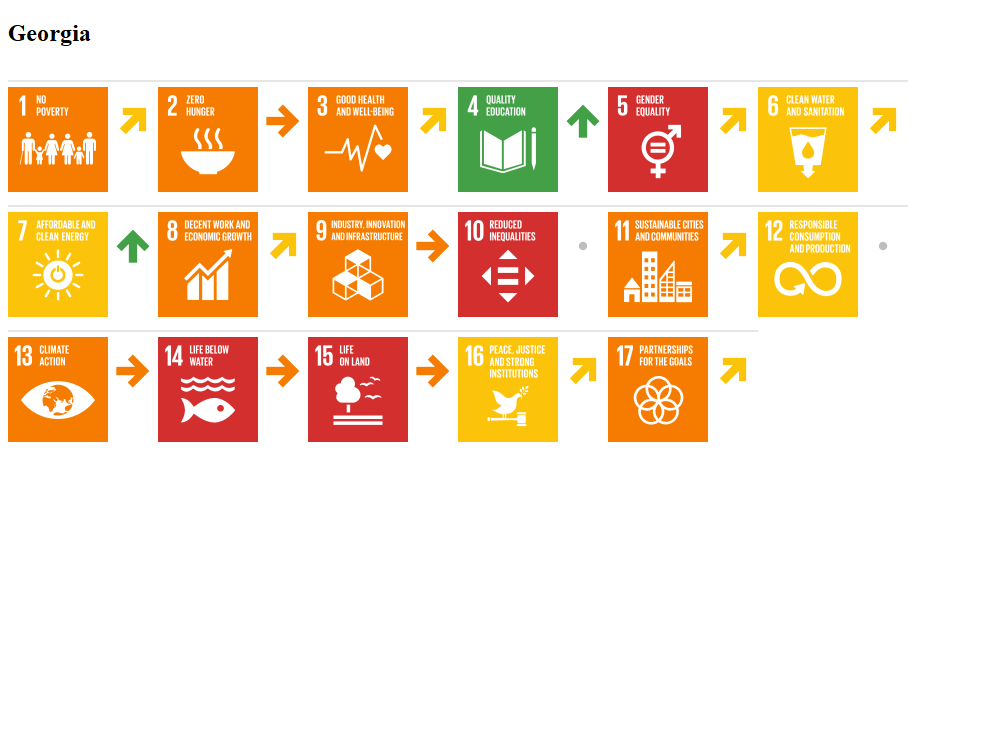 Georgia
1 NO
POVERTY
2 ZERO
HUNGER
3 GOOD HEALTH
AND WELL-BEING
4 QUALITY
EDUCATION
5 GENDER
EQUALITY
6 CLEAN WATER
AND SANITATION
7 AFFORDABLE AND
CLEAN ENERGY
8 DECENT WORK AND
ECONOMIC GROWTH
9 INDUSTRY, INNOVATION
AND INFRASTRUCTURE
10 REDUCED
INEQUALITIES
11 SUSTAINABLE CITIES
AND COMMUNITIES
12 RESPONSIBLE
CONSUMPTION
AND PRODUCTION
13 CLIMATE
ACTION
14 LIFE BELOW
WATER
15 LIFE
ON LAND
16 PEACE, JUSTICE
AND STRONG
INSTITUTIONS
17 PARTNERSHIPS
FOR THE GOALS